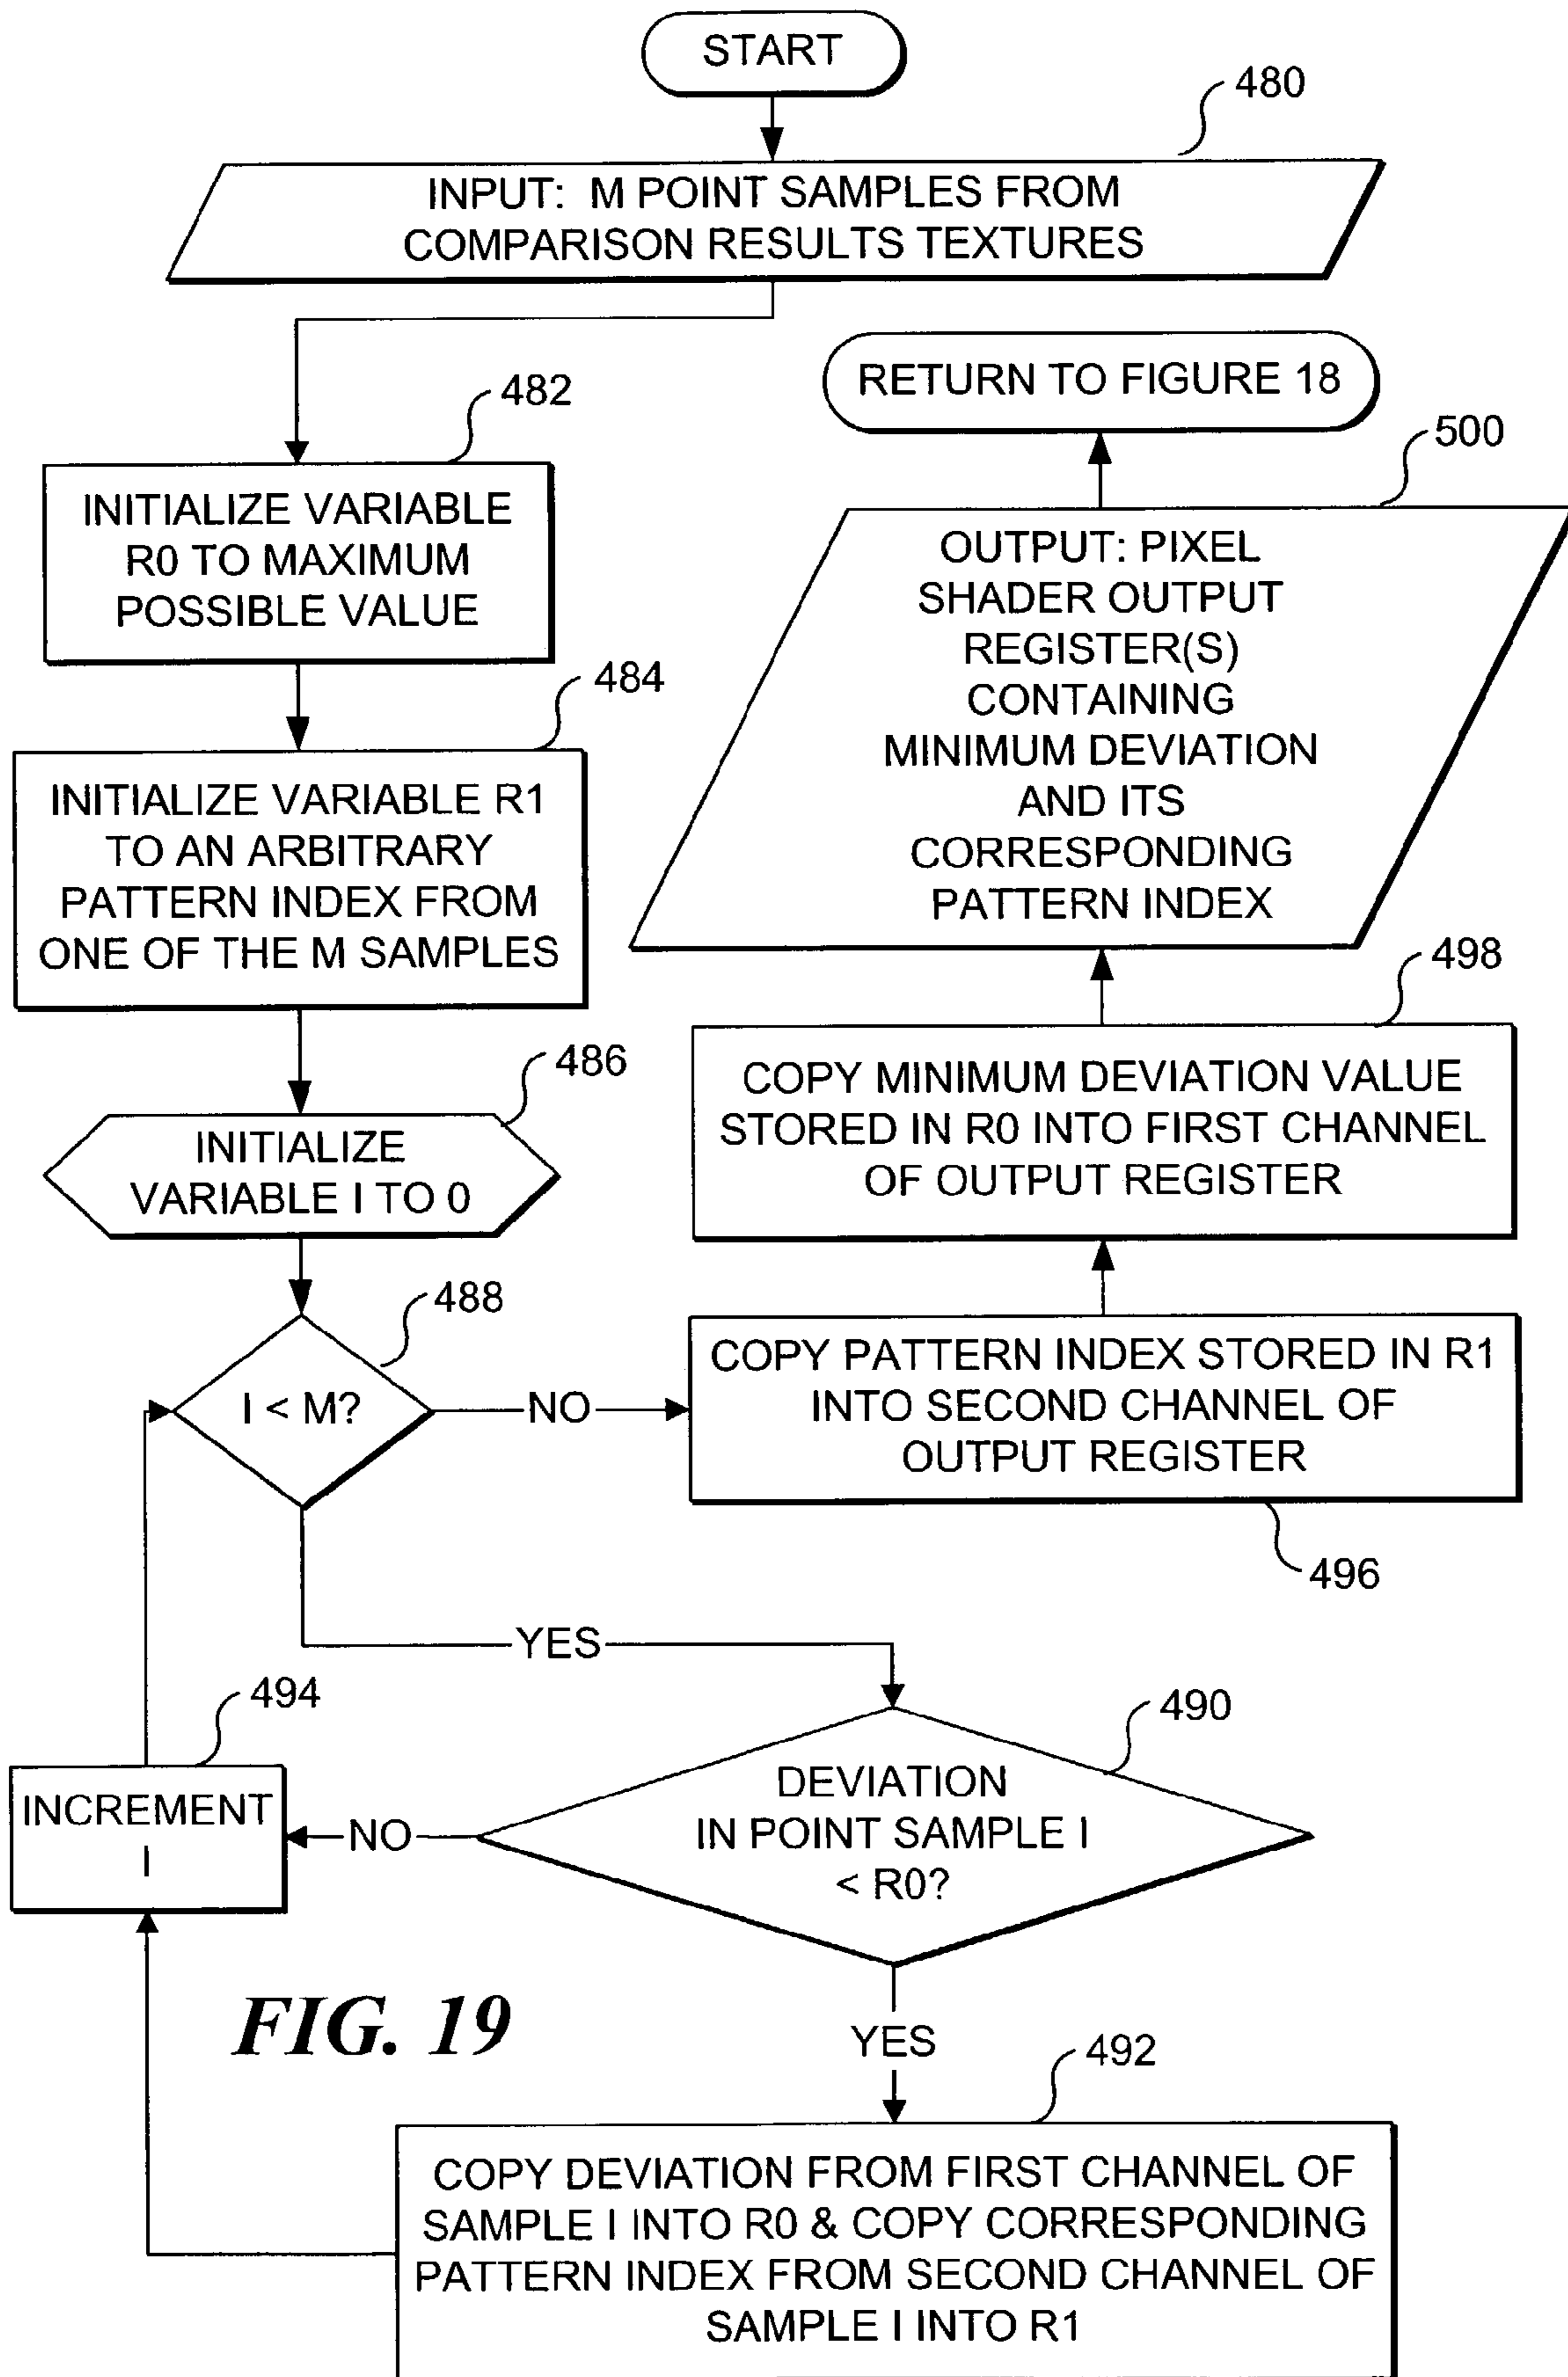 START
480
INPUT: M POINT SAMPLES FROM
COMPARISON RESULTS TEXTURES
482
INITIALIZE VARIABLE
R0 TO MAXIMUM
POSSIBLE VALUE
484
INITIALIZE VARIABLE R1
TO AN ARBITRARY
PATTERN INDEX FROM
ONE OF THE M SAMPLES
486
INITIALIZE
VARIABLE I TO 0
488
I < M?
NO
YES
490
DEVIATION
IN POINT SAMPLE I
< R0?
NO
YES
492
COPY DEVIATION FROM FIRST CHANNEL OF
SAMPLE I INTO R0 & COPY CORRESPONDING
PATTERN INDEX FROM SECOND CHANNEL OF
SAMPLE I INTO R1
494
INCREMENT
I
COPY PATTERN INDEX STORED IN R1
INTO SECOND CHANNEL OF
OUTPUT REGISTER
496
498
COPY MINIMUM DEVIATION VALUE
STORED IN R0 INTO FIRST CHANNEL
OF OUTPUT REGISTER
500
OUTPUT: PIXEL
SHADER OUTPUT
REGISTER(S)
CONTAINING
MINIMUM DEVIATION
AND ITS
CORRESPONDING
PATTERN INDEX
RETURN TO FIGURE 18
FIG. 19